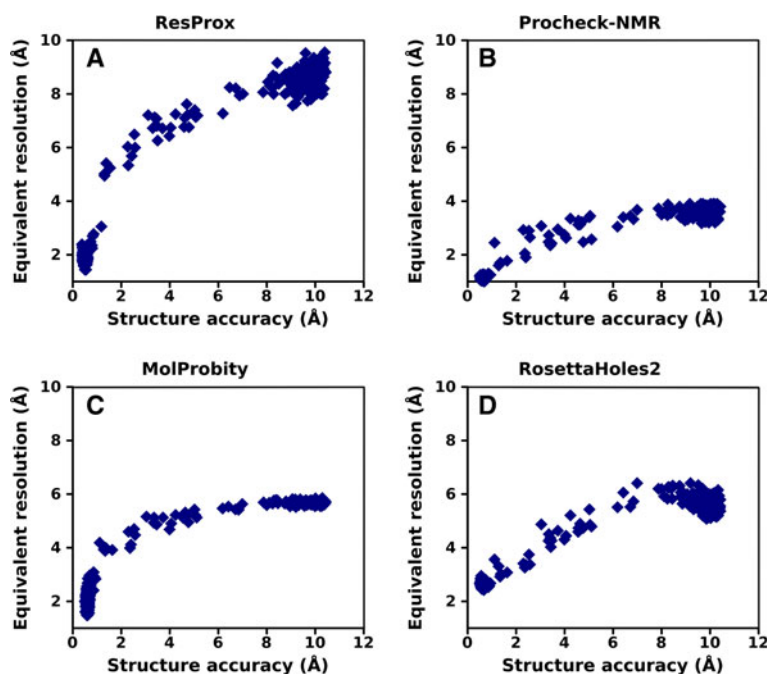 ResProx
A
Equivalent resolution (Å)
10
8
6
4
2
0 2 4 6 8 10 12
Structure accuracy (Å)
Procheck-NMR
B
Equivalent resolution (Å)
10
8
6
4
2
0 2 4 6 8 10 12
Structure accuracy (Å)
MolProbity
C
Equivalent resolution (Å)
10
8
6
4
2
0 2 4 6 8 10 12
Structure accuracy (Å)
RosettaHoles2
D
Equivalent resolution (Å)
10
8
6
4
2
0 2 4 6 8 10 12
Structure accuracy (Å)